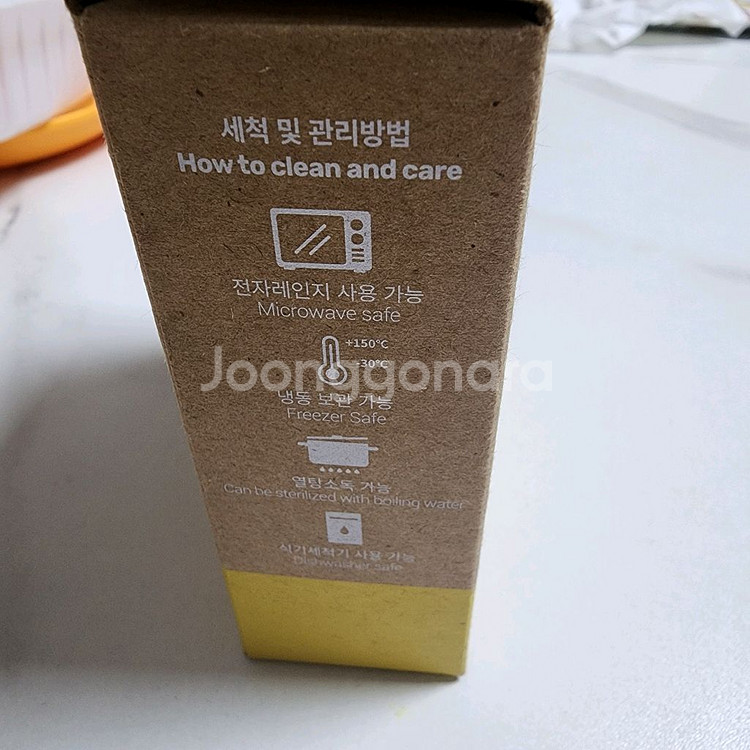 세척 및 관리방법
How to clean and care
전자레인지 사용 가능
Microwave safe
+150℃
-30℃
Joonggonara
냉동 보관 가능
Freezer Safe
열탕소독 가능
Can be sterilized with boiling water
식기세척기 사용 가능
Dishwasher safe